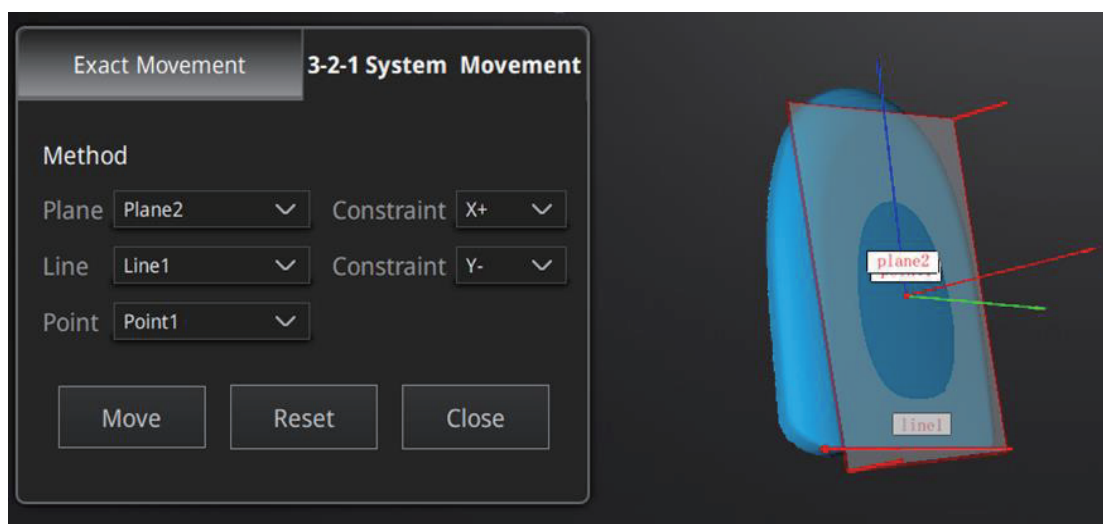 Exact Movement
3-2-1 System Movement
Method
Plane Plane2 Constraint X+
Line Line1 Constraint Y-
Point Point1
Move Reset Close
plane2
line1